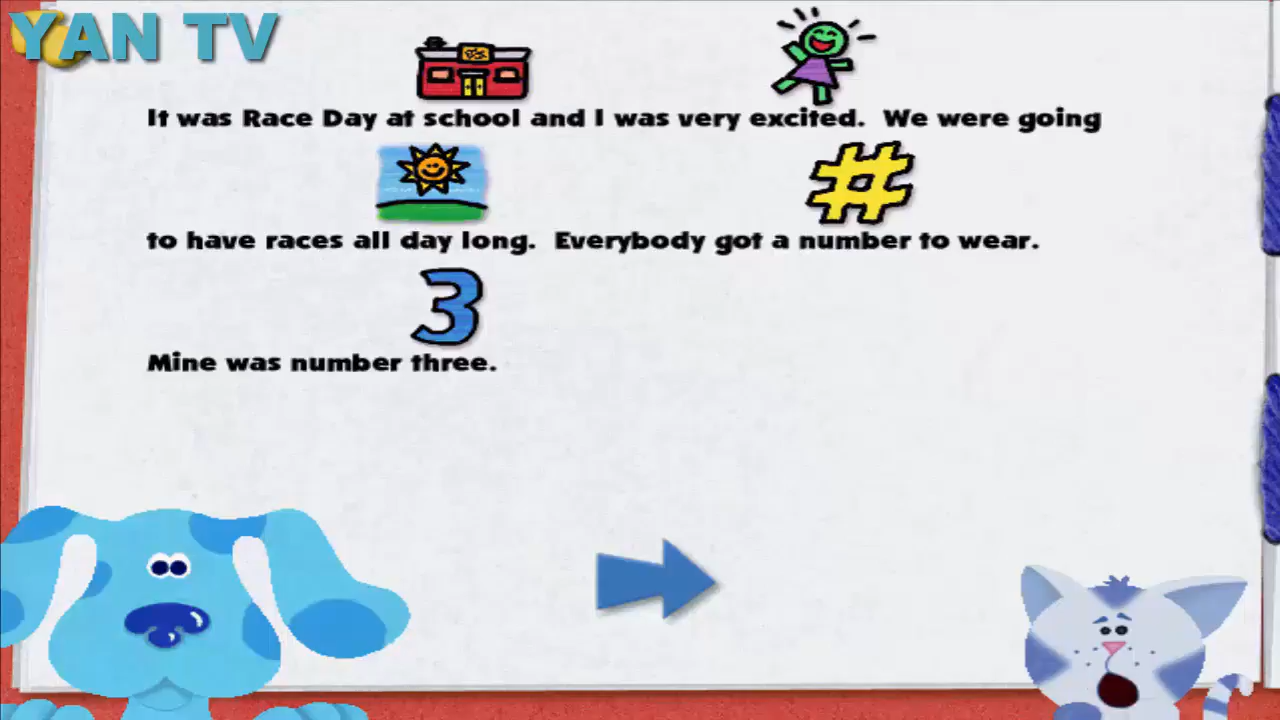 YAN TV
It was Race Day at school and I was very excited. We were going
#
to have races all day long. Everybody got a number to wear.
3
Mine was number three.